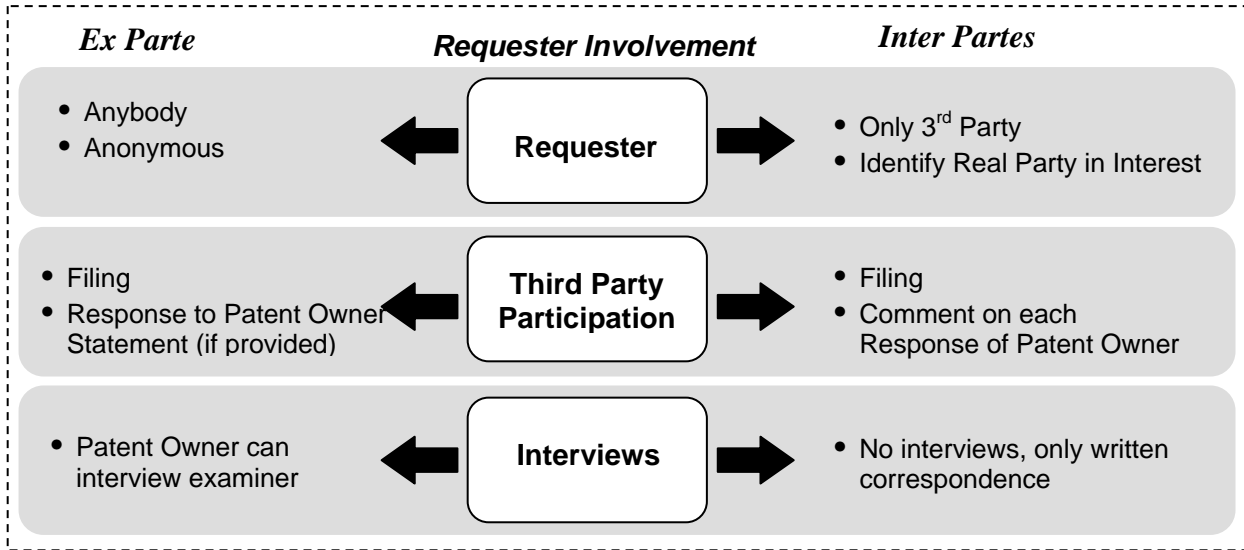 Ex Parte
Requester Involvement
Inter Partes
• Anybody
• Anonymous
Requester
• Only 3rd Party
• Identify Real Party in Interest
• Filing
• Response to Patent Owner
Statement (if provided)
Third Party
Participation
• Filing
• Comment on each
Response of Patent Owner
• Patent Owner can
interview examiner
Interviews
• No interviews, only written
correspondence